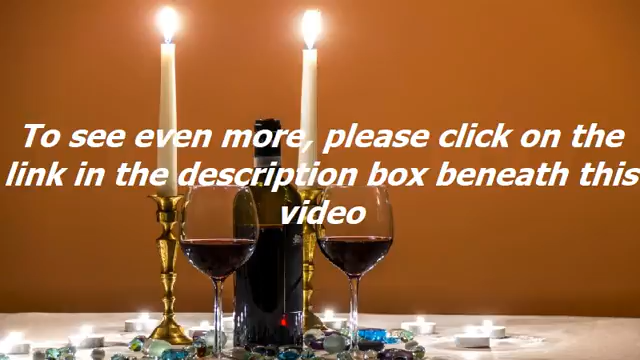 To see even more, please click on the
link in the description box beneath this
video